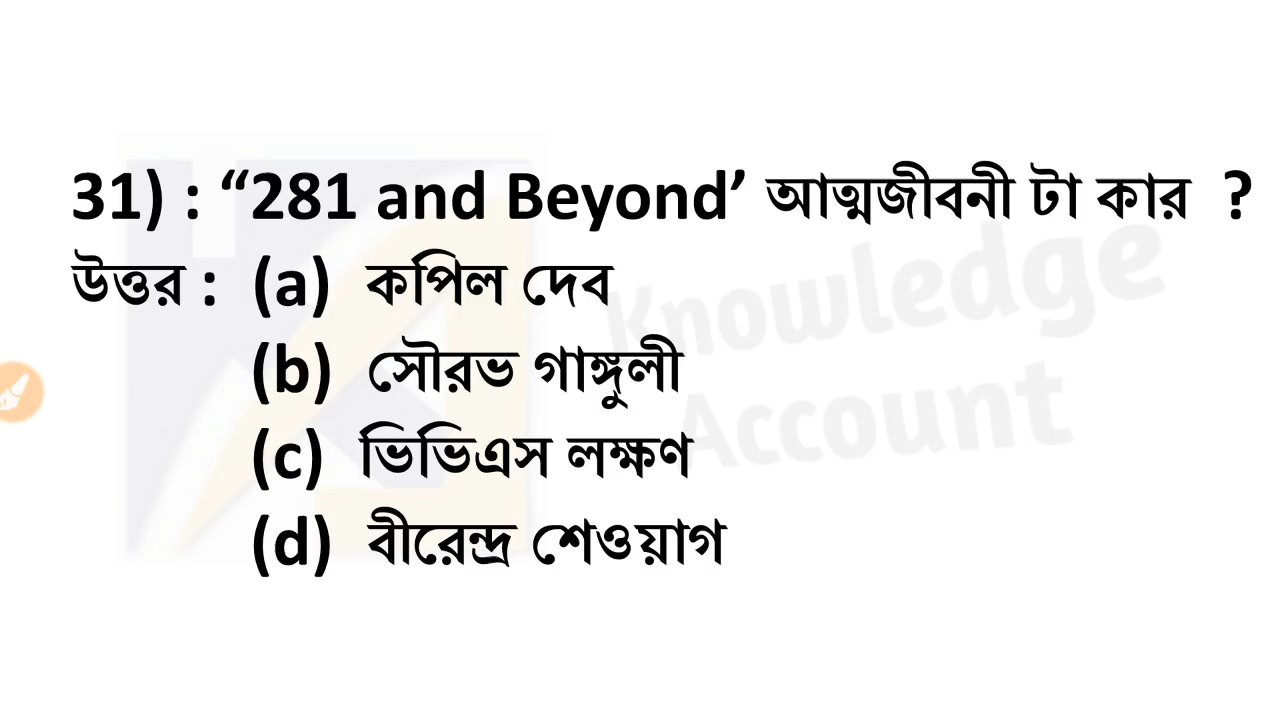 31) : “281 and Beyond’ আত্মজীবনী টা কার ?
উত্তর : (a) কপিল দেব
(b) সৌরভ গাঙ্গুলী
(c) ভিভিএস লক্ষণ
(d) বীরেন্দ্র শেওয়াগ
Knowledge
Account